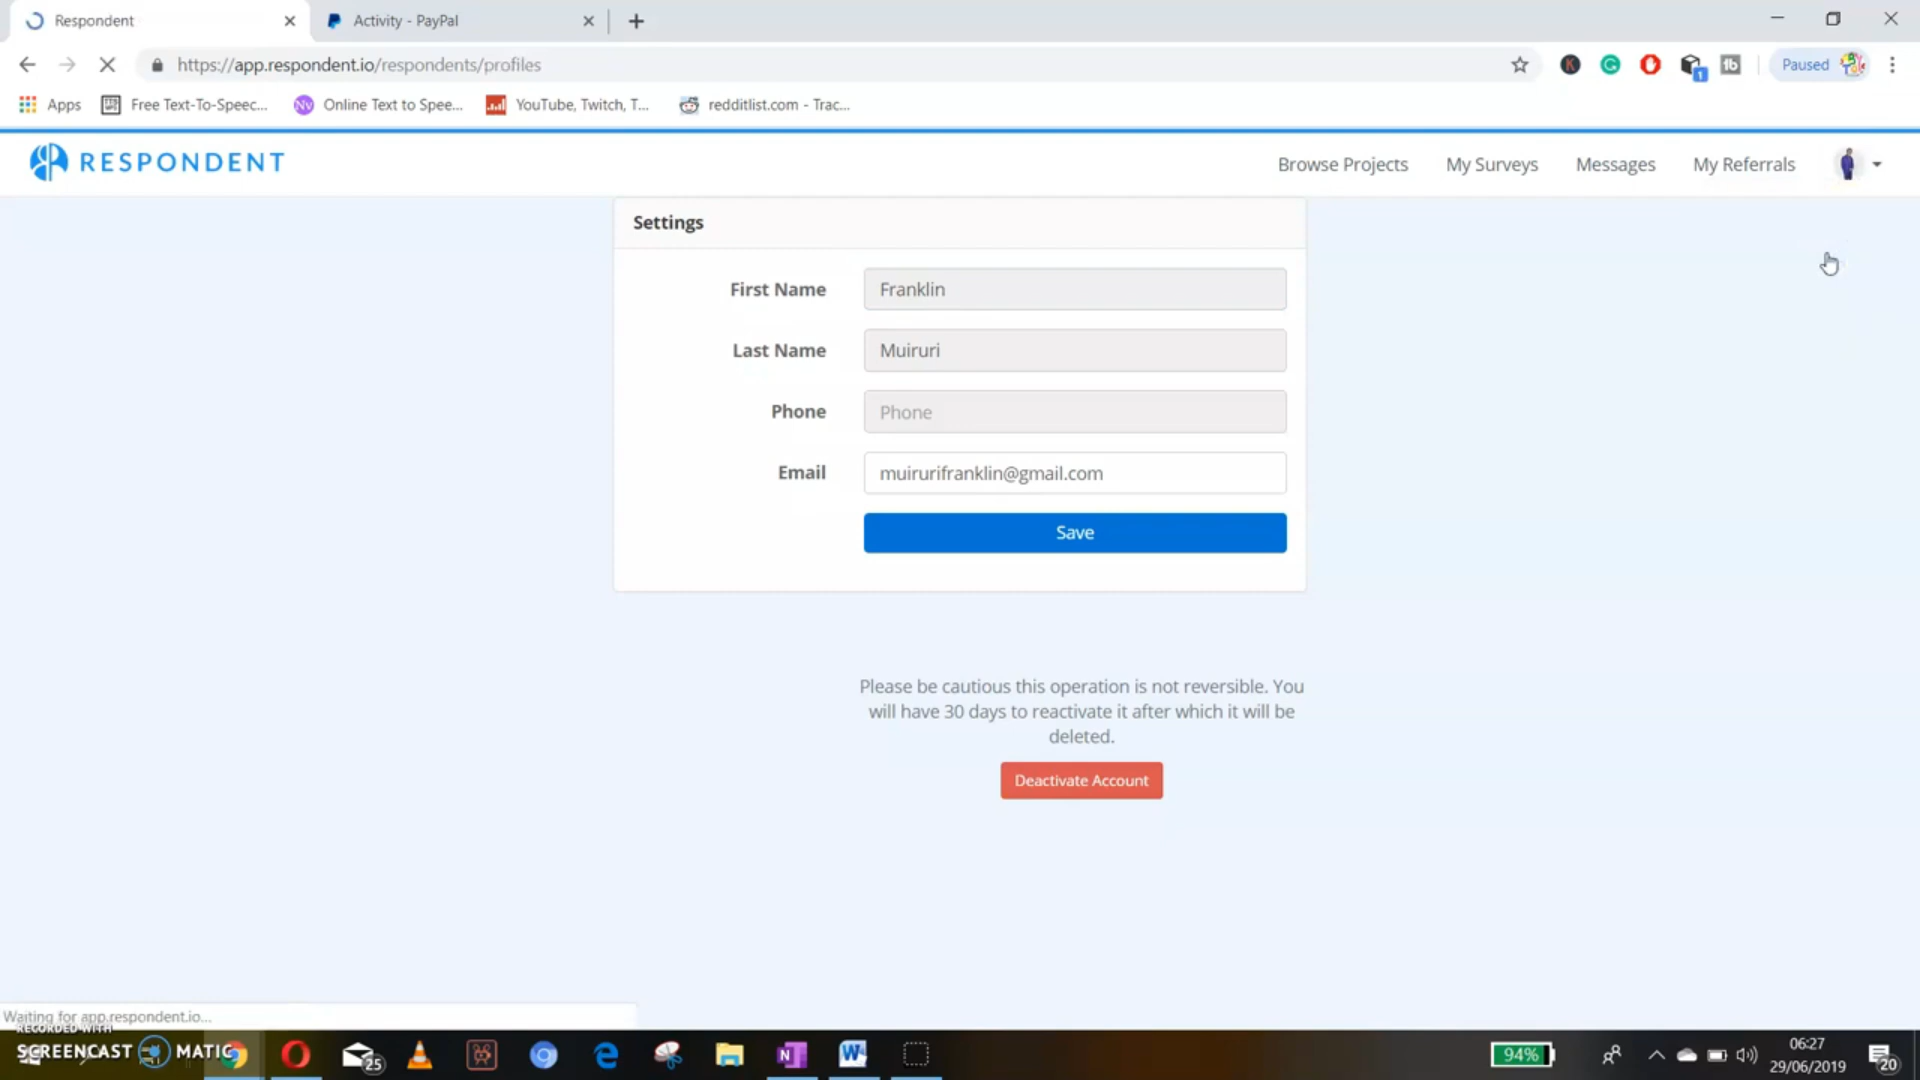 Respondent
Activity - PayPal
https://app.respondent.io/respondents/profiles
Paused
Apps
Free Text-To-Speec...
Online Text to Spee...
YouTube, Twitch, T...
redditlist.com - Trac...
RESPONDENT
Browse Projects
My Surveys
Messages
My Referrals
Settings
First Name
Franklin
Last Name
Muiruri
Phone
Phone
Email
muirurifranklin@gmail.com
Save
Please be cautious this operation is not reversible. You
will have 30 days to reactivate it after which it will be
deleted.
Deactivate Account
Waiting for app.respondent.io...
RECORDED WITH
SCREENCAST MATIC
25
94%
06:27
29/06/2019
20